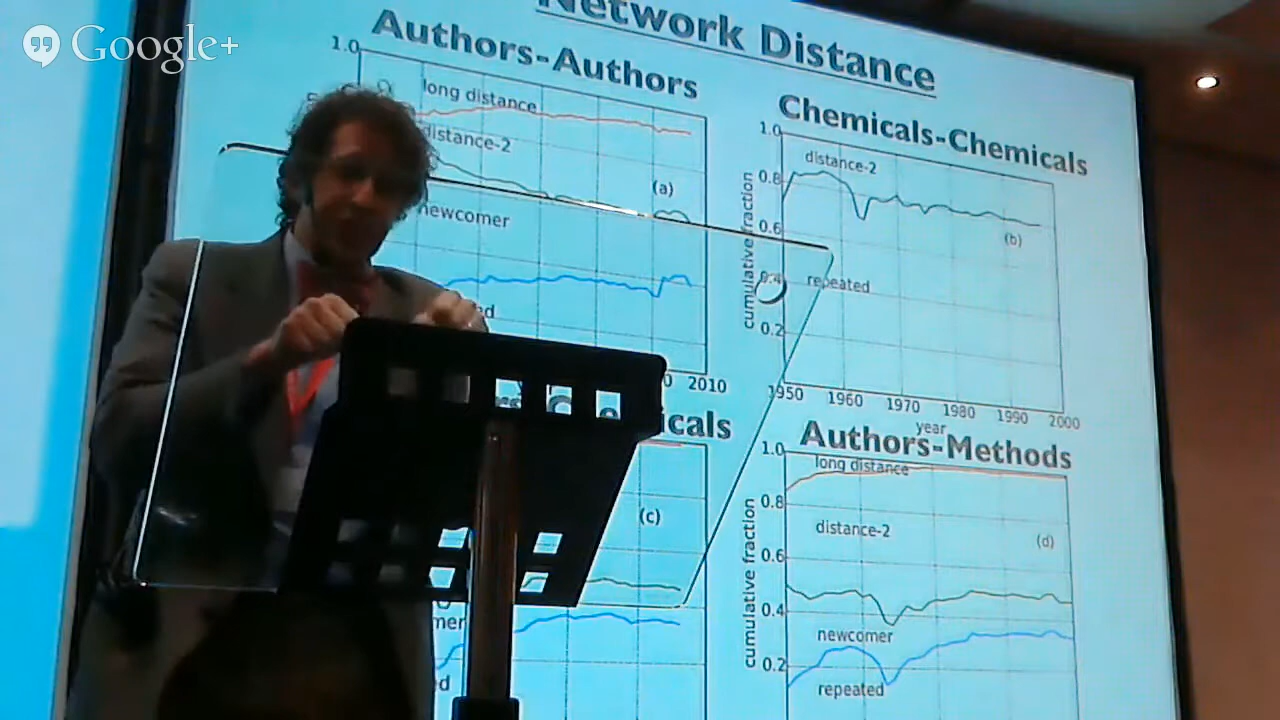 Google+
Network Distance
Authors-Authors
1.0
long distance
distance-2
(a)
newcomer
2010
Chemicals-Chemicals
1.0
distance-2
0.8
0.6
(b)
0.4
repeated
0.2
cumulative fraction
1950 1960 1970 1980 1990 2000
year
icals
(c)
mer
ed
Authors-Methods
1.0
long distance
0.8
distance-2
(d)
0.6
0.4
newcomer
0.2
repeated
cumulative fraction